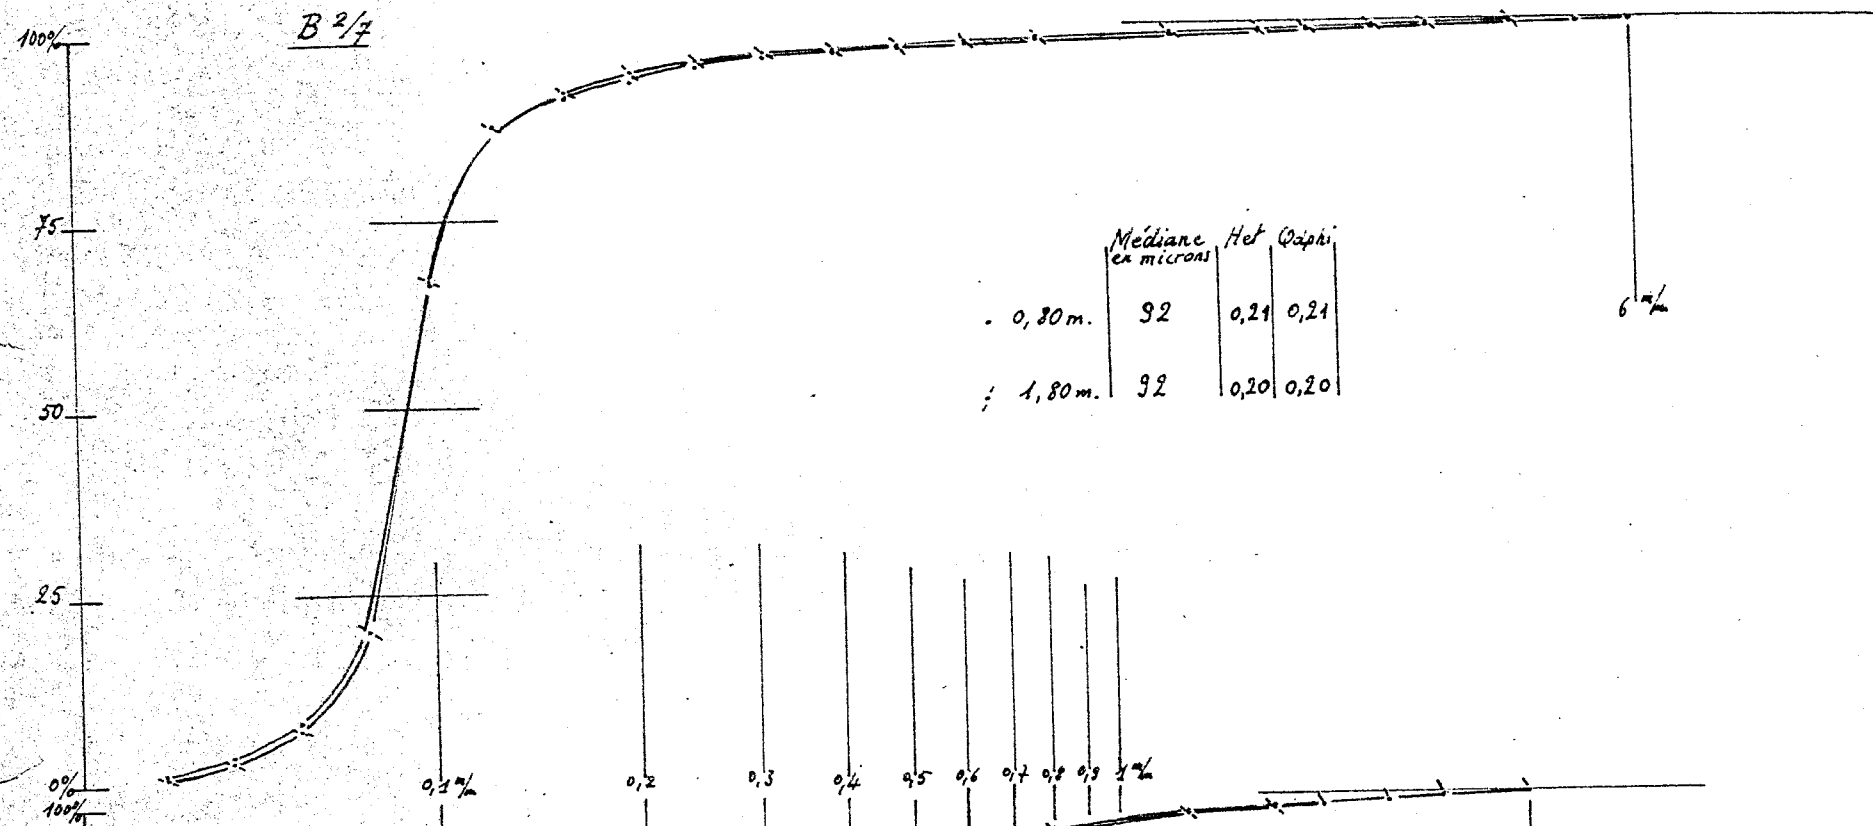 B 2/7
100%
75
50
25
0%
100%
Médiane Het Qdphi
en microns
. 0,80 m. 92 0,21 0,21
; 1,80 m. 92 0,20 0,20
6 m/m
0,1 m/m 0,2 0,3 0,4 0,5 0,6 0,7 0,8 0,9 1 m/m